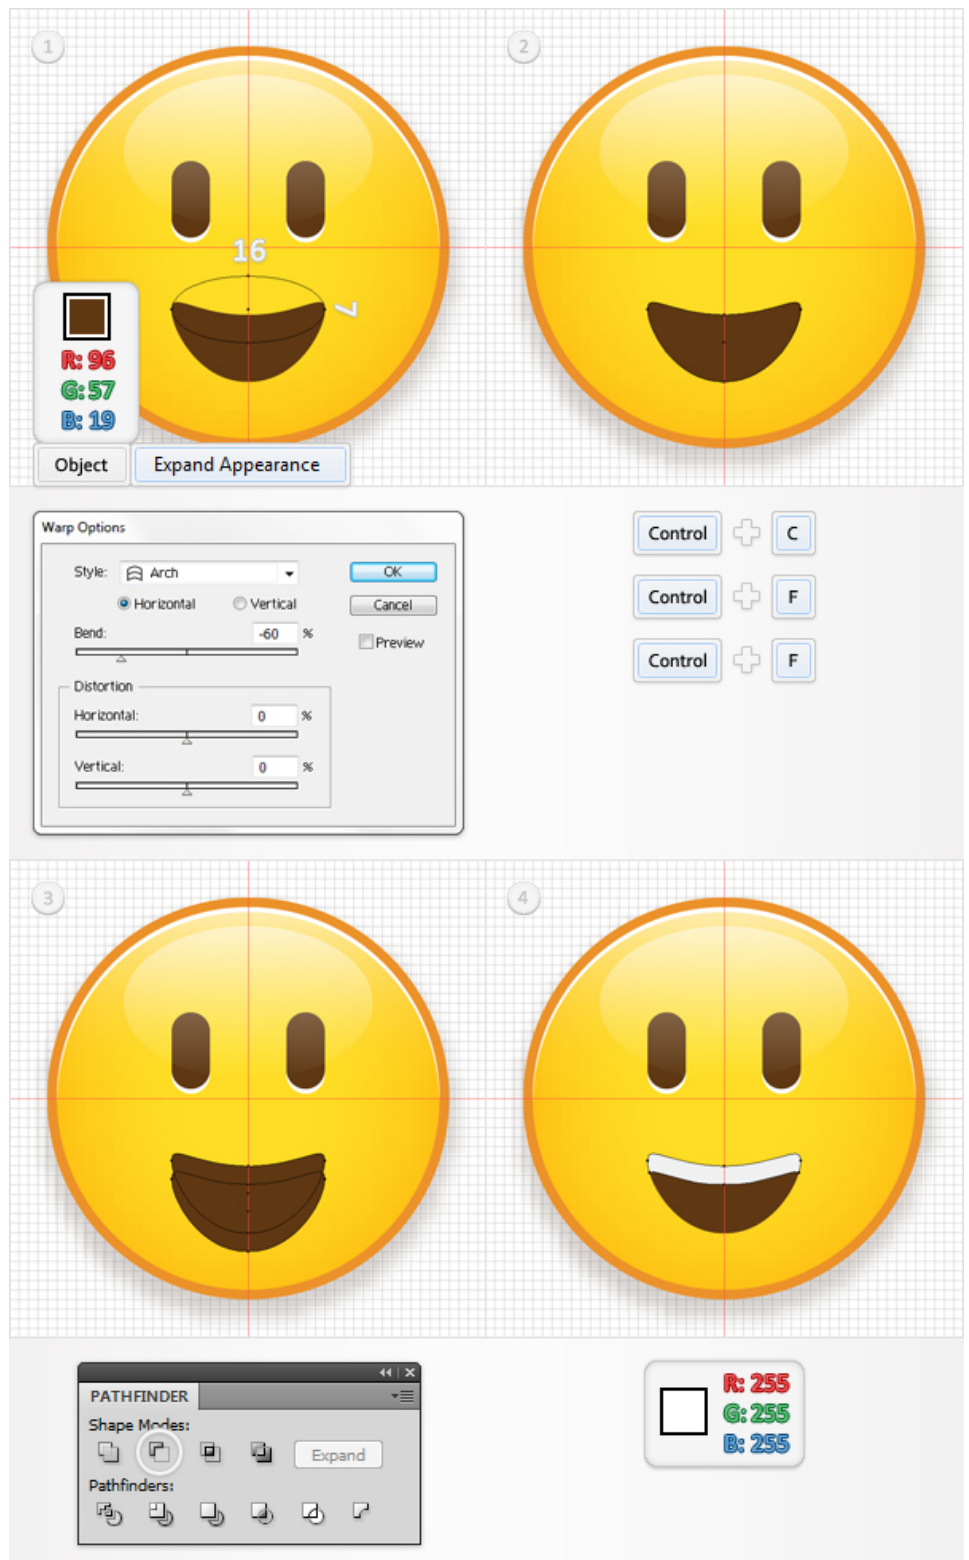 1
2
16
7
R: 96
G: 57
B: 19
Object
Expand Appearance
Warp Options
Style:
Arch
OK
Horizontal
Vertical
Cancel
Bend:
-60
%
Preview
Distortion
Horizontal:
0
%
Vertical:
0
%
Control
C
Control
F
Control
F
3
4
PATHFINDER
Shape Modes:
Expand
Pathfinders:
R: 255
G: 255
B: 255